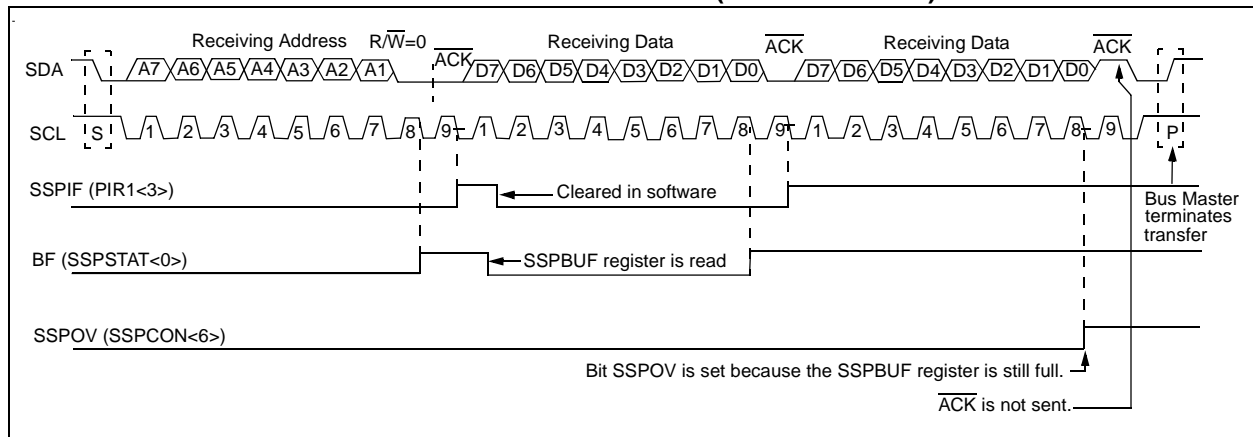 Receiving Address R/W̅=0 Receiving Data A̅C̅K̅ Receiving Data A̅C̅K̅
A̅C̅K̅
SDA A7 A6 A5 A4 A3 A2 A1 D7 D6 D5 D4 D3 D2 D1 D0 D7 D6 D5 D4 D3 D2 D1 D0
SCL S 1 2 3 4 5 6 7 8 9 1 2 3 4 5 6 7 8 9 1 2 3 4 5 6 7 8 9 P
SSPIF (PIR1<3>) Cleared in software
Bus Master
terminates
transfer
BF (SSPSTAT<0>) SSPBUF register is read
SSPOV (SSPCON<6>)
Bit SSPOV is set because the SSPBUF register is still full.
A̅C̅K̅ is not sent.